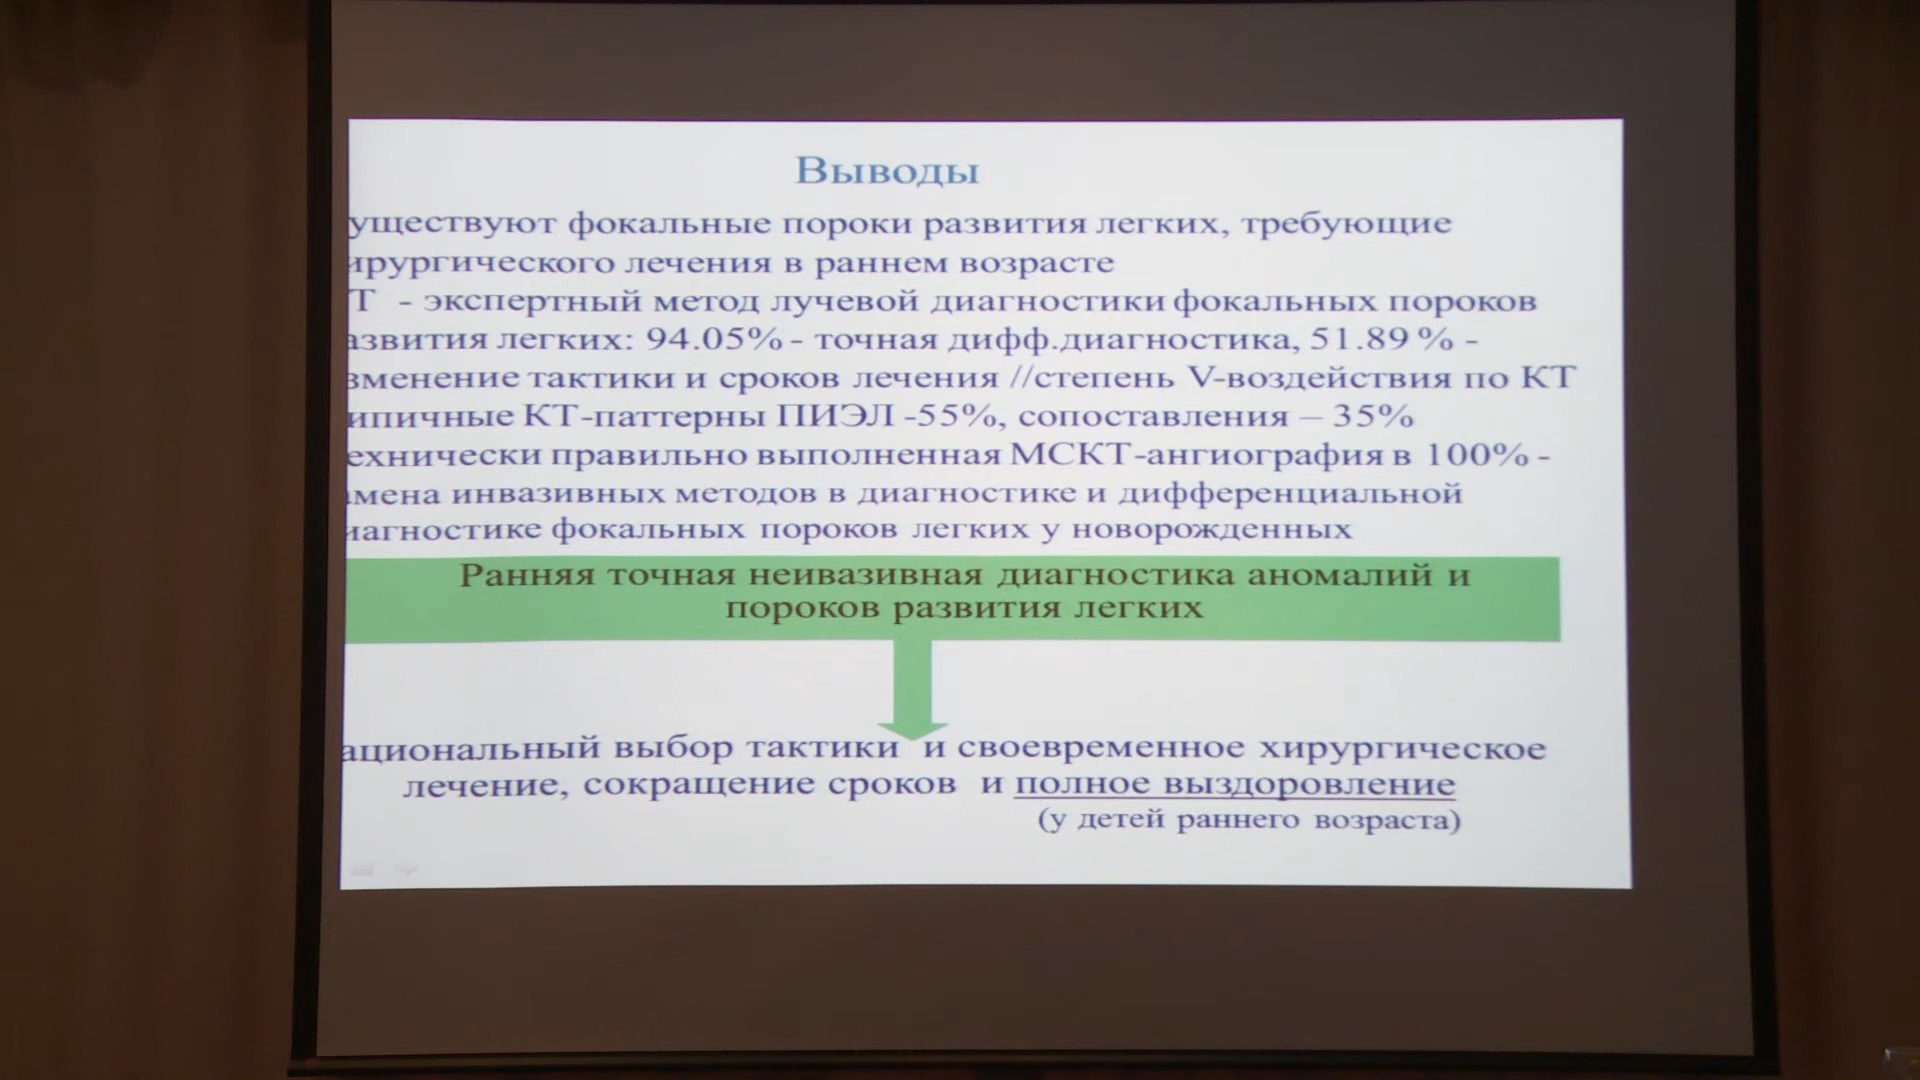 Выводы
уществуют фокальные пороки развития легких, требующие
ирургического лечения в раннем возрасте
Т - экспертный метод лучевой диагностики фокальных пороков
азвития легких: 94.05% - точная дифф.диагностика, 51.89 % -
зменение тактики и сроков лечения //степень V-воздействия по КТ
ипичные КТ-паттерны ПИЭЛ -55%, сопоставления – 35%
ехнически правильно выполненная МСКТ-ангиография в 100% -
амена инвазивных методов в диагностике и дифференциальной
иагностике фокальных пороков легких у новорожденных
Ранняя точная неивазивная диагностика аномалий и
пороков развития легких
ациональный выбор тактики и своевременное хирургическое
лечение, сокращение сроков и полное выздоровление
(у детей раннего возраста)